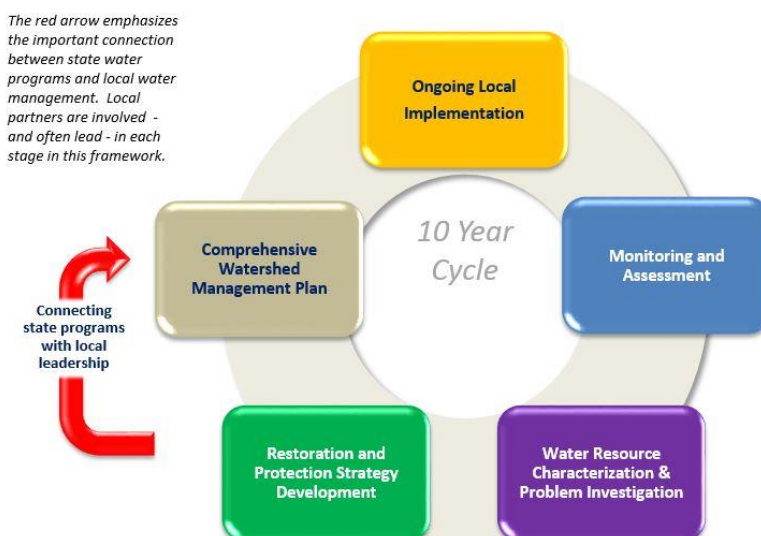 The red arrow emphasizes
the important connection
between state water
programs and local water
management.  Local
partners are involved  -
and often lead - in each
stage in this framework.
Ongoing Local
Implementation
10 Year
Cycle
Comprehensive
Watershed
Management Plan
Monitoring and
Assessment
Connecting
state programs
with local
leadership
Restoration and
Protection Strategy
Development
Water Resource
Characterization &
Problem Investigation